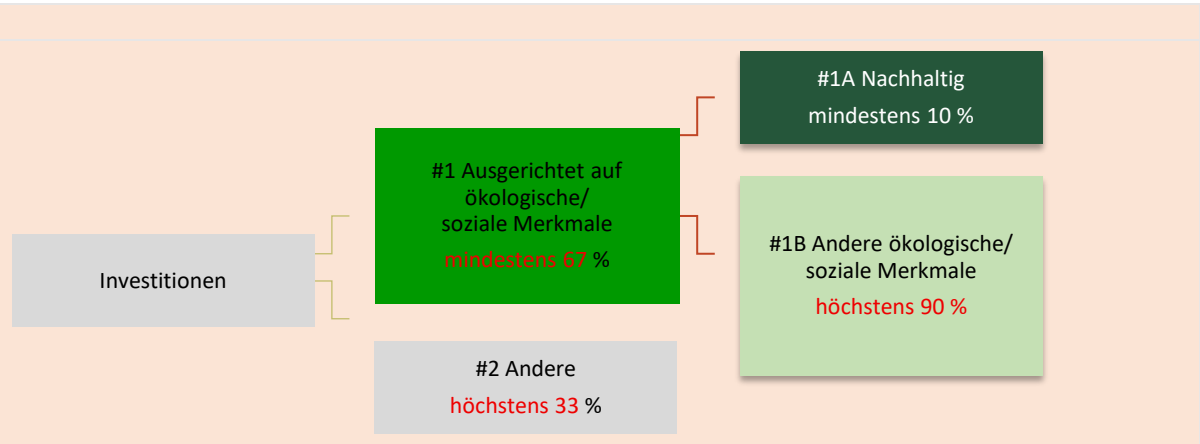 Investitionen
#1 Ausgerichtet auf
ökologische/
soziale Merkmale
mindestens 67 %
#2 Andere
höchstens 33 %
#1A Nachhaltig
mindestens 10 %
#1B Andere ökologische/
soziale Merkmale
höchstens 90 %